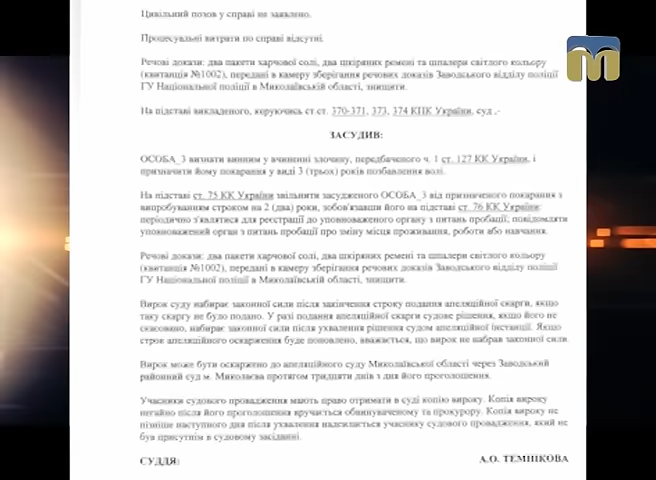 Цивільний позов у справі не заявлено.
Процесуальні витрати по справі відсутні.
Речові докази: два пакети харчової солі, два шкіряних ремені та шпалери світлого кольору
(квитанція №1002), передані в камеру зберігання речових доказів Заводського відділу поліції
ГУ Національної поліції в Миколаївській області, знищити.
На підставі викладеного, керуючись ст.ст. 370-371, 373, 374 КПК України, суд ,-
ЗАСУДИВ:
ОСОБА_3 визнати винним у вчиненні злочину, передбаченого ч. 1 ст. 127 КК України, і
призначити йому покарання у виді 3 (трьох) років позбавлення волі.
На підставі ст. 75 КК України звільнити засудженого ОСОБА_3 від призначеного покарання з
випробуванням строком на 2 (два) роки, зобов'язавши його на підставі ст. 76 КК України:
періодично з'являтися для реєстрації до уповноваженого органу з питань пробації; повідомляти
уповноважений орган з питань пробації про зміну місця проживання, роботи або навчання.
Речові докази: два пакети харчової солі, два шкіряних ремені та шпалери світлого кольору
(квитанція №1002), передані в камеру зберігання речових доказів Заводського відділу поліції
ГУ Національної поліції в Миколаївській області, знищити.
Вирок суду набирає законної сили після закінчення строку подання апеляційної скарги, якщо
таку скаргу не було подано. У разі подання апеляційної скарги судове рішення, якщо його не
скасовано, набирає законної сили після ухвалення рішення судом апеляційної інстанції. Якщо
строк апеляційного оскарження буде поновлено, вважається, що вирок не набрав законної сили.
Вирок може бути оскаржено до апеляційного суду Миколаївської області через Заводський
районний суд м. Миколаєва протягом тридцяти днів з дня його проголошення.
Учасники судового провадження мають право отримати в суді копію вироку. Копія вироку
негайно після його проголошення вручається обвинуваченому та прокурору. Копія вироку не
пізніше наступного дня після ухвалення надсилається учаснику судового провадження, який не
був присутнім в судовому засіданні.
СУДДЯ: А.О. ТЕМНІКОВА